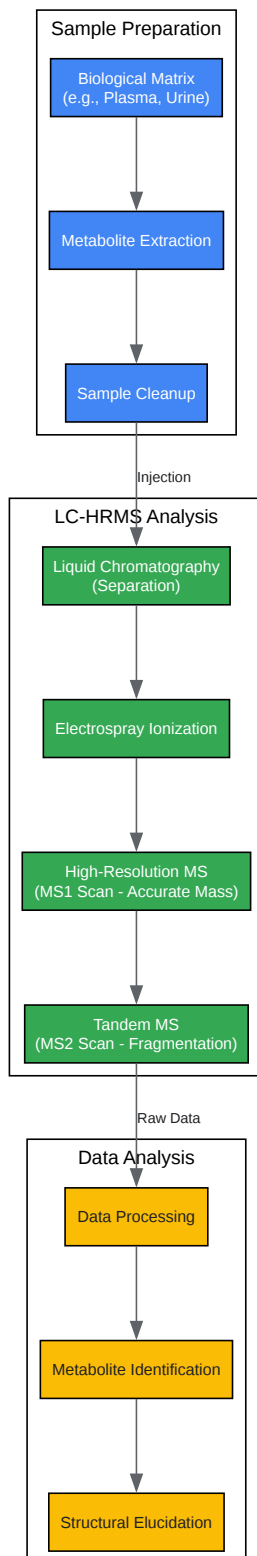 Sample Preparation
Biological Matrix
(e.g., Plasma, Urine)
Metabolite Extraction
Sample Cleanup
Injection
LC-HRMS Analysis
Liquid Chromatography
(Separation)
Electrospray Ionization
High-Resolution MS
(MS1 Scan - Accurate Mass)
Tandem MS
(MS2 Scan - Fragmentation)
Raw Data
Data Analysis
Data Processing
Metabolite Identification
Structural Elucidation